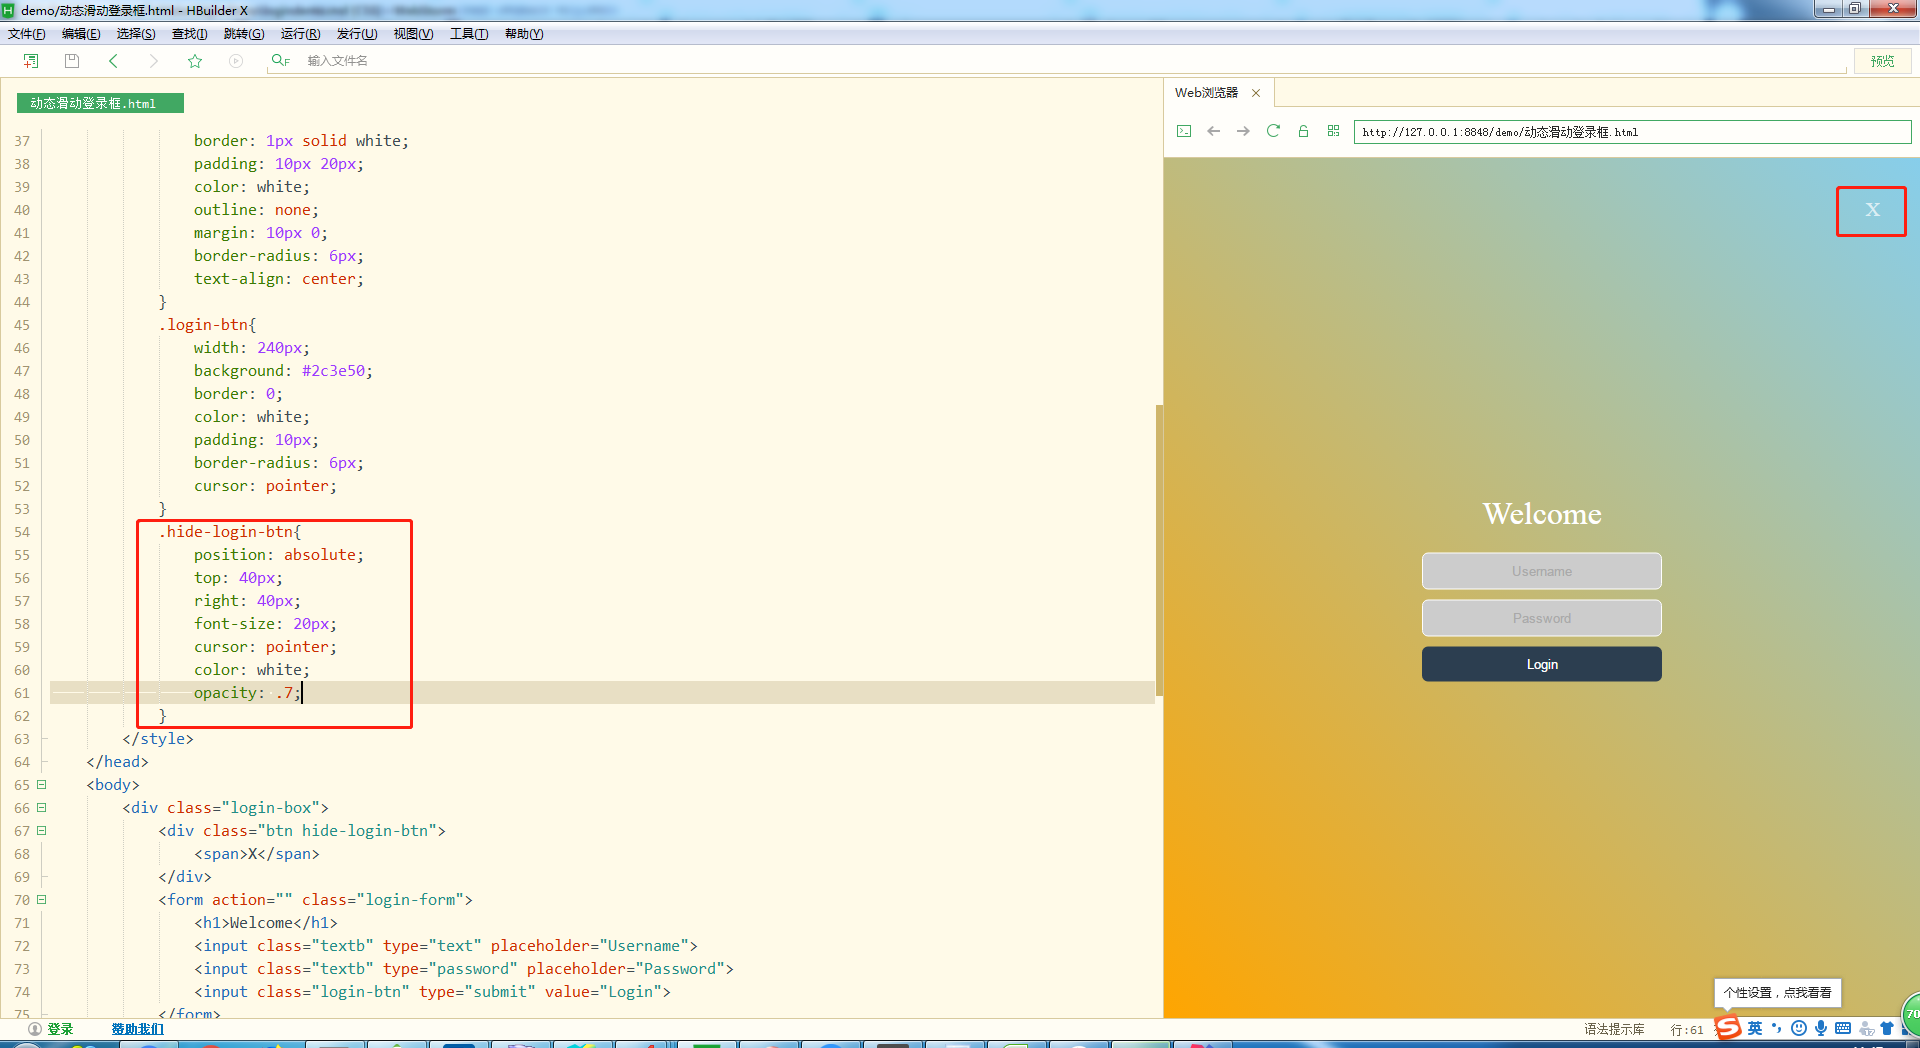 demo/动态滑动登录框.html - HBuilder X
文件(F) 编辑(E) 选择(S) 查找(I) 跳转(G) 运行(R) 发行(U) 视图(V) 工具(T) 帮助(Y)
输入文件名
预览
动态滑动登录框.html
37 border: 1px solid white;
38 padding: 10px 20px;
39 color: white;
40 outline: none;
41 margin: 10px 0;
42 border-radius: 6px;
43 text-align: center;
44 }
45 .login-btn{
46 width: 240px;
47 background: #2c3e50;
48 border: 0;
49 color: white;
50 padding: 10px;
51 border-radius: 6px;
52 cursor: pointer;
53 }
54 .hide-login-btn{
55 position: absolute;
56 top: 40px;
57 right: 40px;
58 font-size: 20px;
59 cursor: pointer;
60 color: white;
61 opacity: .7;
62 }
63 </style>
64 </head>
65 <body>
66 <div class="login-box">
67 <div class="btn hide-login-btn">
68 <span>X</span>
69 </div>
70 <form action="" class="login-form">
71 <h1>Welcome</h1>
72 <input class="textb" type="text" placeholder="Username">
73 <input class="textb" type="password" placeholder="Password">
74 <input class="login-btn" type="submit" value="Login">
75 </form>
Web浏览器
http://127.0.0.1:8848/demo/动态滑动登录框.html
X
Welcome
Username
Password
Login
个性设置，点我看看
70
登录 赞助我们
语法提示库 行:61
英